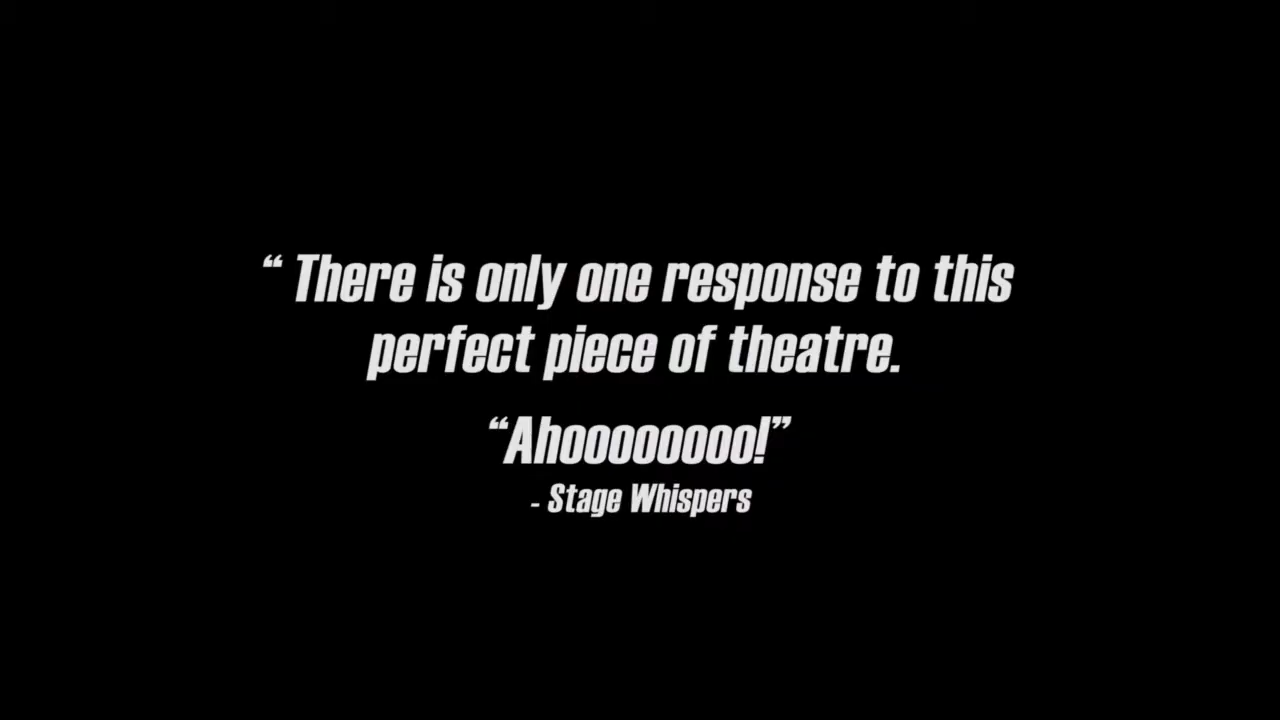 “ There is only one response to this
perfect piece of theatre.
“Ahoooooooo!”
- Stage Whispers